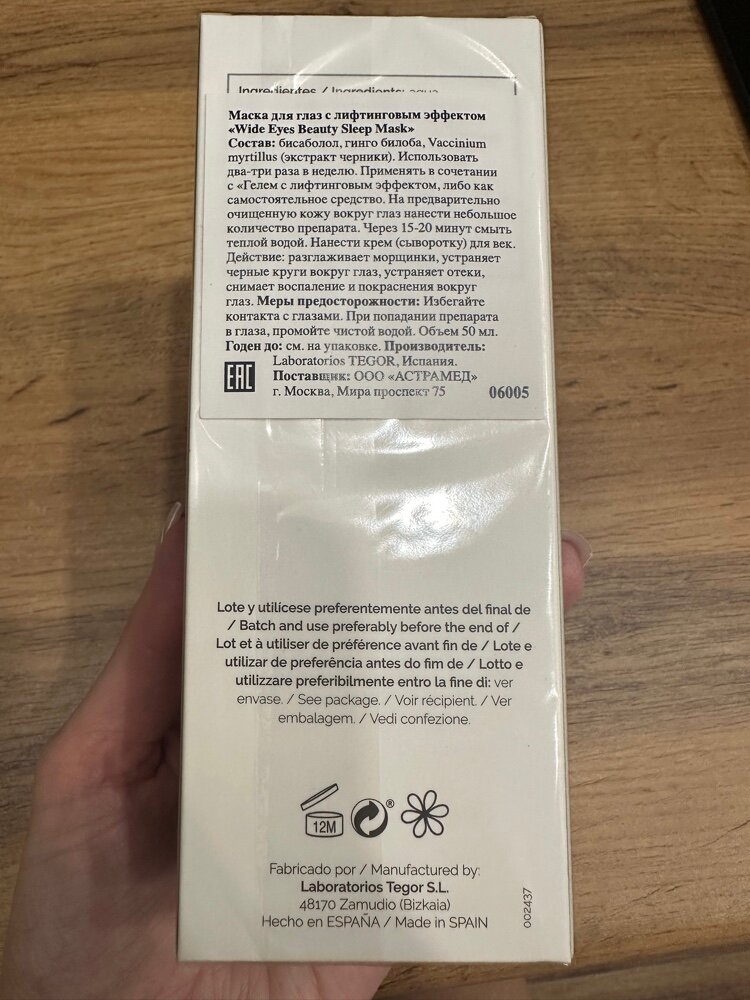 Ingredientes / Ingredients: aqua
Маска для глаз с лифтинговым эффектом
«Wide Eyes Beauty Sleep Mask»
Состав: бисаболол, гинго билоба, Vaccinium
myrtillus (экстракт черники). Использовать
два-три раза в неделю. Применять в сочетании
с «Гелем с лифтинговым эффектом, либо как
самостоятельное средство. На предварительно
очищенную кожу вокруг глаз нанести небольшое
количество препарата. Через 15-20 минут смыть
теплой водой. Нанести крем (сыворотку) для век.
Действие: разглаживает морщинки, устраняет
черные круги вокруг глаз, устраняет отеки,
снимает воспаление и покраснения вокруг
глаз. Меры предосторожности: Избегайте
контакта с глазами. При попадании препарата
в глаза, промойте чистой водой. Объем 50 мл.
Годен до: см. на упаковке. Производитель:
Laboratorios TEGOR, Испания.
EAC Поставщик: ООО «АСТРАМЕД»
г. Москва, Мира проспект 75 06005
Lote y utilícese preferentemente antes del final de
/ Batch and use preferably before the end of /
Lot et à utiliser de préférence avant fin de / Lote e
utilizar de preferência antes do fim de / Lotto e
utilizzare preferibilmente entro la fine di: ver
envase. / See package. / Voir récipient. / Ver
embalagem. / Vedi confezione.
12M ®
Fabricado por / Manufactured by:
Laboratorios Tegor S.L.
48170 Zamudio (Bizkaia)
Hecho en ESPAÑA / Made in SPAIN
002437